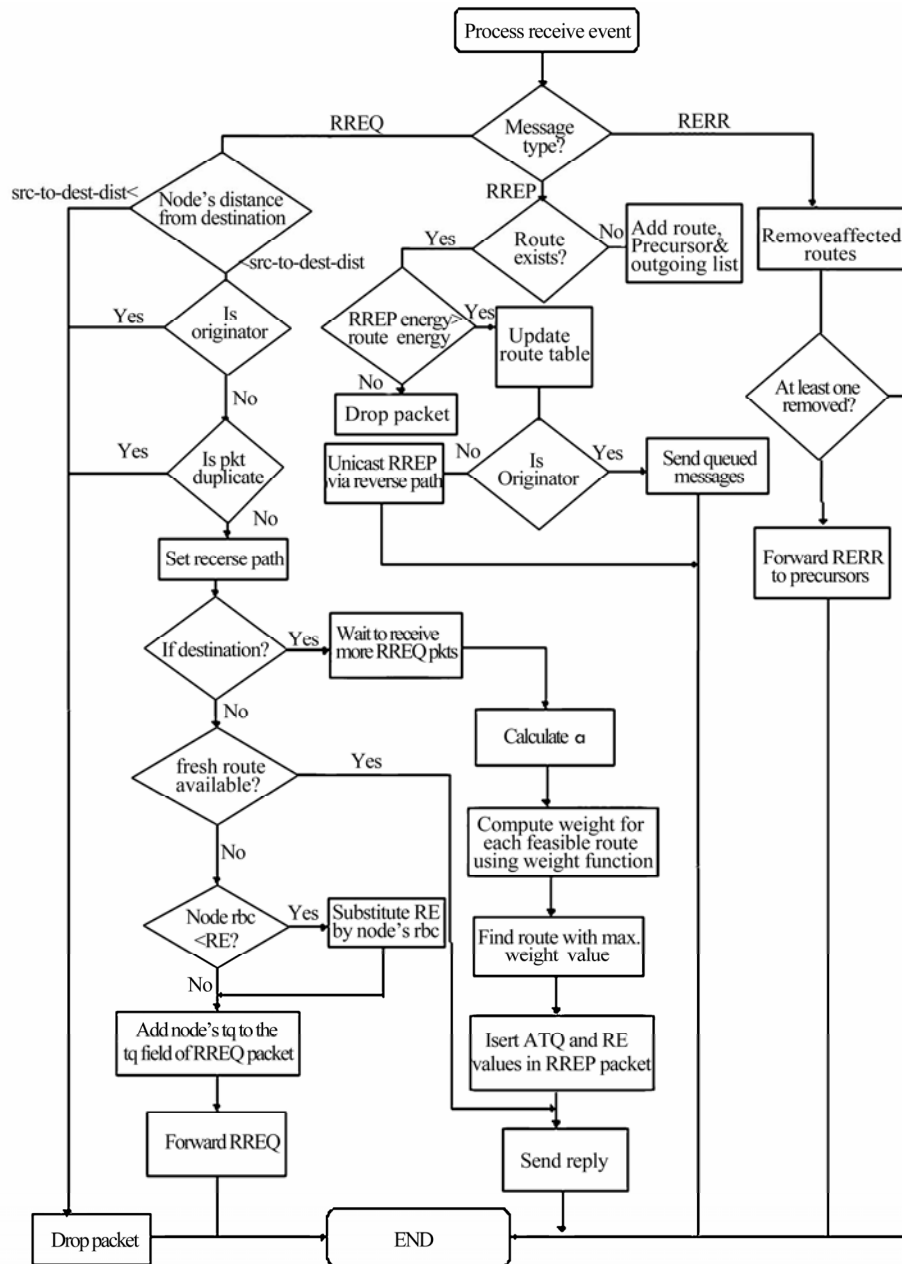 Process receive event
RREQ
Message
type?
RERR
src-to-dest-dist<
Node's distance
from destination
RREP
<src-to-dest-dist
Yes
Route
exists?
No
Add route,
Precursor&
outgoing list
Removeaffected
routes
Yes
Is
originator
RREP energy>
route energy
Yes
Update
route table
No
No
Drop packet
At least one
removed?
Yes
Is pkt
duplicate
Unicast RREP
via reverse path
No
Is
Originator
Yes
Send queued
messages
No
Set recerse path
Forward RERR
to precursors
If destination?
Yes
Wait to receive
more RREQ pkts
No
Calculate α
fresh route
available?
Yes
Compute weight for
each feasible route
using weight function
No
Node rbc
<RE?
Yes
Substitute RE
by node's rbc
Find route with max.
weight value
No
Add node's tq to the
tq field of RREQ packet
Isert ATQ and RE
values in RREP packet
Forward RREQ
Send reply
Drop packet
END